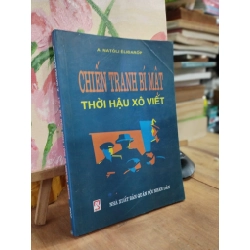 CHIẾN TRANH BÍ MẬT
THỜI HẬU XÔ VIẾT
NHÀ XUẤT BẢN QUÂN ĐỘI NHÂN DÂN